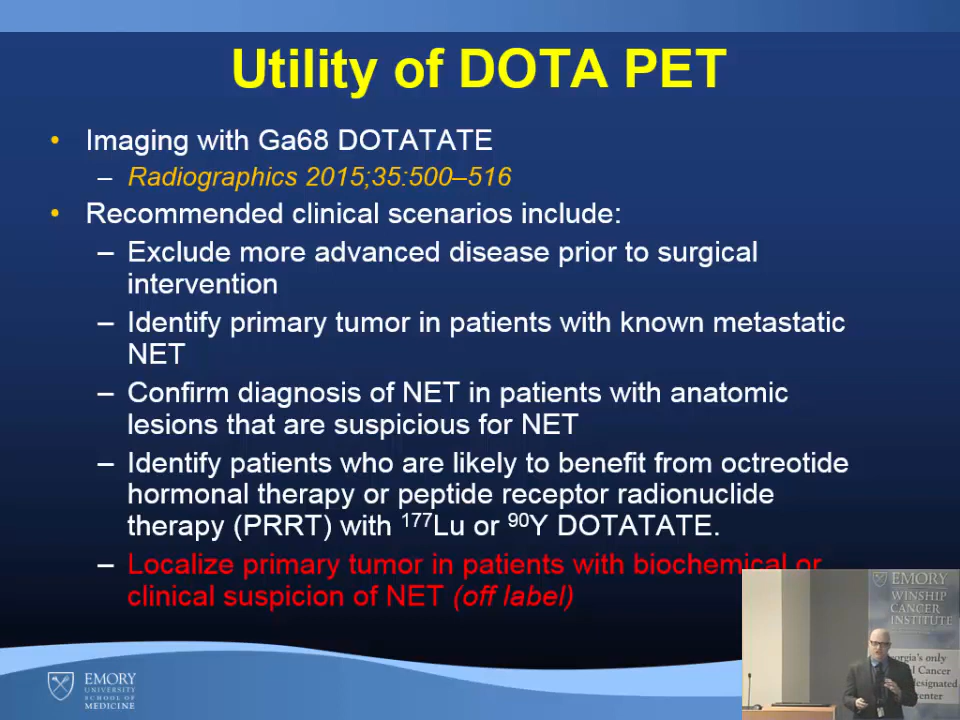 Utility of DOTA PET
• Imaging with Ga68 DOTATATE
– Radiographics 2015;35:500–516
• Recommended clinical scenarios include:
– Exclude more advanced disease prior to surgical
intervention
– Identify primary tumor in patients with known metastatic
NET
– Confirm diagnosis of NET in patients with anatomic
lesions that are suspicious for NET
– Identify patients who are likely to benefit from octreotide
hormonal therapy or peptide receptor radionuclide
therapy (PRRT) with ¹⁷⁷Lu or ⁹⁰Y DOTATATE.
– Localize primary tumor in patients with biochemical or
clinical suspicion of NET (off label)
EMORY
UNIVERSITY
SCHOOL OF
MEDICINE
EMORY
WINSHIP
CANCER
INSTITUTE
only
Cancer
designated